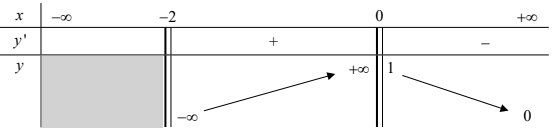 x −∞ −2 0 +∞
y' + −
y +∞ 1
−∞ 0